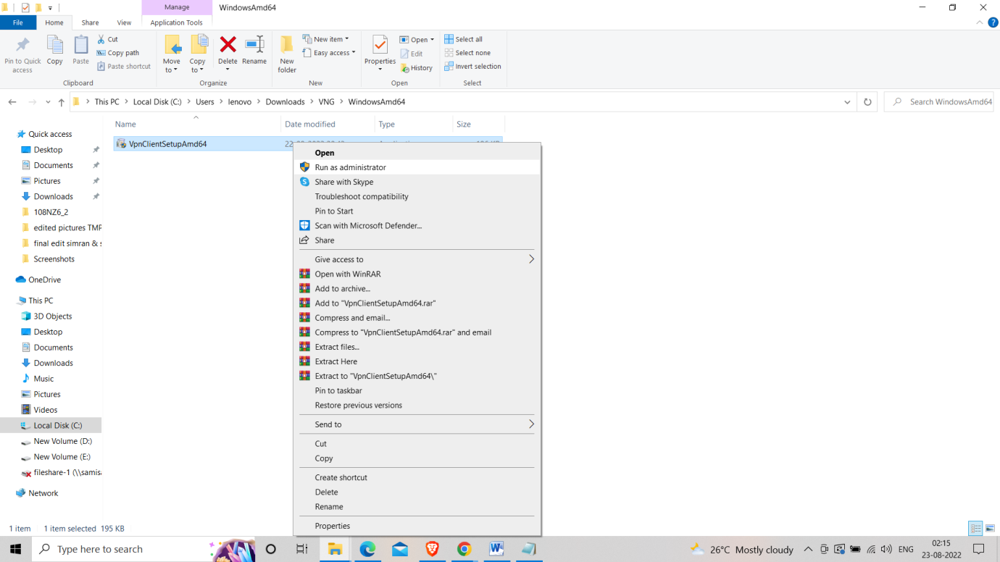 Manage
WindowsAmd64
File
Home
Share
View
Application Tools
Pin to Quick access
Copy
Paste
Cut
Copy path
Paste shortcut
Clipboard
Move to
Copy to
Delete
Rename
Organize
New folder
New item
Easy access
New
Properties
Open
Edit
History
Open
Select all
Select none
Invert selection
Select
This PC > Local Disk (C:) > Users > lenovo > Downloads > VNG > WindowsAmd64
Search WindowsAmd64
Name
Date modified
Type
Size
VpnClientSetupAmd64
Quick access
Desktop
Documents
Pictures
Downloads
108NZ6_2
edited pictures TMP
final edit simran & s
Screenshots
OneDrive
This PC
3D Objects
Desktop
Documents
Downloads
Music
Pictures
Videos
Local Disk (C:)
New Volume (D:)
New Volume (E:)
fileshare-1 (\\samisa
Network
Open
Run as administrator
Share with Skype
Troubleshoot compatibility
Pin to Start
Scan with Microsoft Defender...
Share
Give access to
Open with WinRAR
Add to archive...
Add to "VpnClientSetupAmd64.rar"
Compress and email...
Compress to "VpnClientSetupAmd64.rar" and email
Extract files...
Extract Here
Extract to "VpnClientSetupAmd64\"
Pin to taskbar
Restore previous versions
Send to
Cut
Copy
Create shortcut
Delete
Rename
Properties
1 item
1 item selected 195 KB
Type here to search
26°C Mostly cloudy
ENG
02:15
23-08-2022